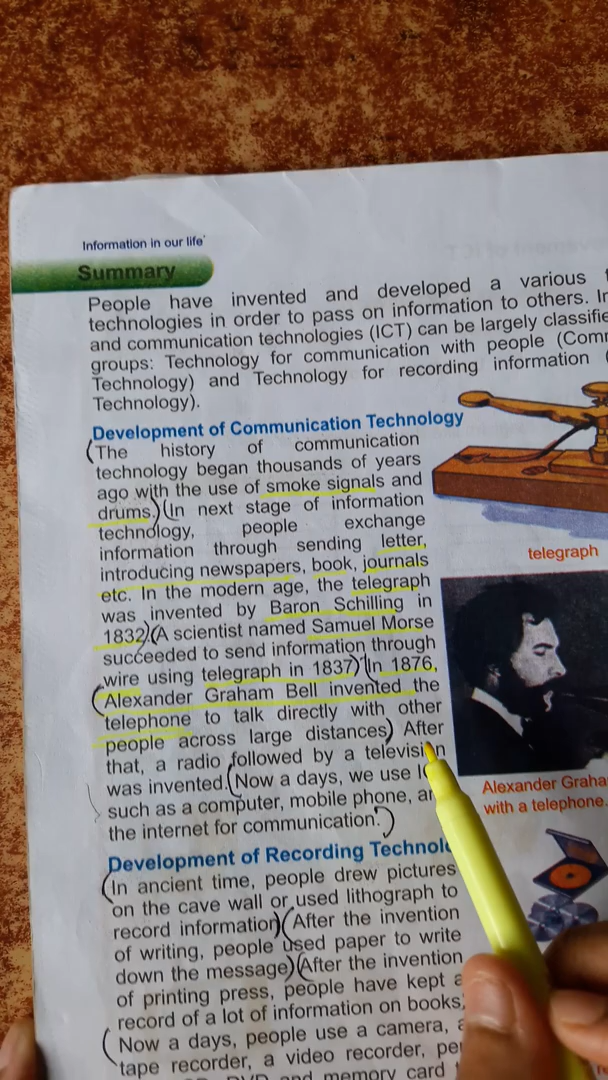 Information in our life
Summary
People have invented and developed a various
technologies in order to pass on information to others.
and communication technologies (ICT) can be largely
groups: Technology for communication with people
Technology) and Technology for recording information
Technology).
Development of Communication Technology
(The history of communication
technology began thousands of years
ago with the use of smoke signals and
drums.)(In next stage of information
technology, people exchange
information through sending letter,
introducing newspapers, book, journals
etc. In the modern age, the telegraph
was invented by Baron Schilling in
1832)(A scientist named Samuel Morse
succeeded to send information through
wire using telegraph in 1837)(In 1876,
(Alexander Graham Bell invented the
telephone to talk directly with other
people across large distances) After
that, a radio followed by a television
was invented.(Now a days, we use
such as a computer, mobile phone,
the internet for communication.)
telegraph
Alexander
with a telephone
Development of Recording
(In ancient time, people drew pictures
on the cave wall or used lithograph to
record information)(After the invention
of writing, people used paper to write
down the message)(After the invention
of printing press, people have kept a
record of a lot of information on books
(Now a days, people use a camera,
tape recorder, a video recorder,
DVD and memory card